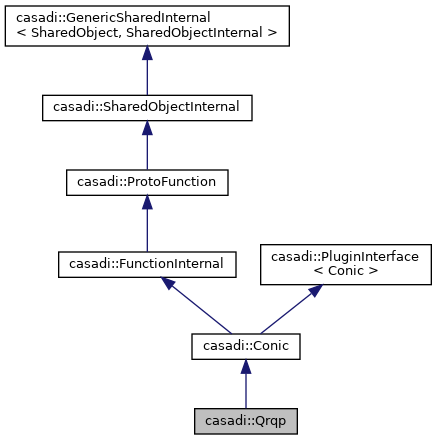 casadi::GenericSharedInternal
< SharedObject, SharedObjectInternal >
casadi::SharedObjectInternal
casadi::ProtoFunction
casadi::FunctionInternal
casadi::PluginInterface
< Conic >
casadi::Conic
casadi::Qrqp